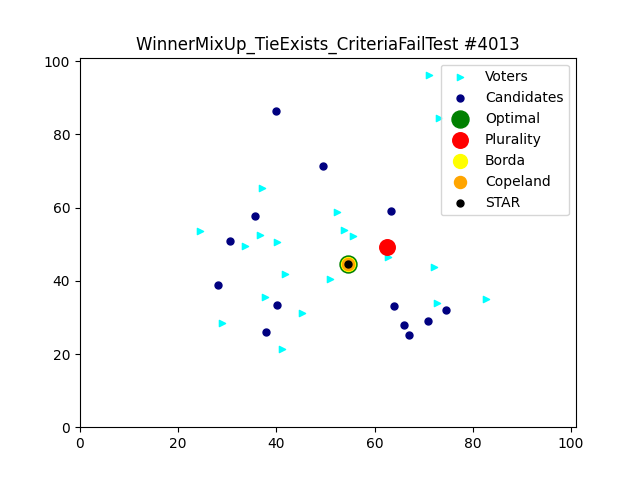 WinnerMixUp_TieExists_CriteriaFailTest #4013
100
80
60
40
20
0
0 20 40 60 80 100
Voters
Candidates
Optimal
Plurality
Borda
Copeland
STAR